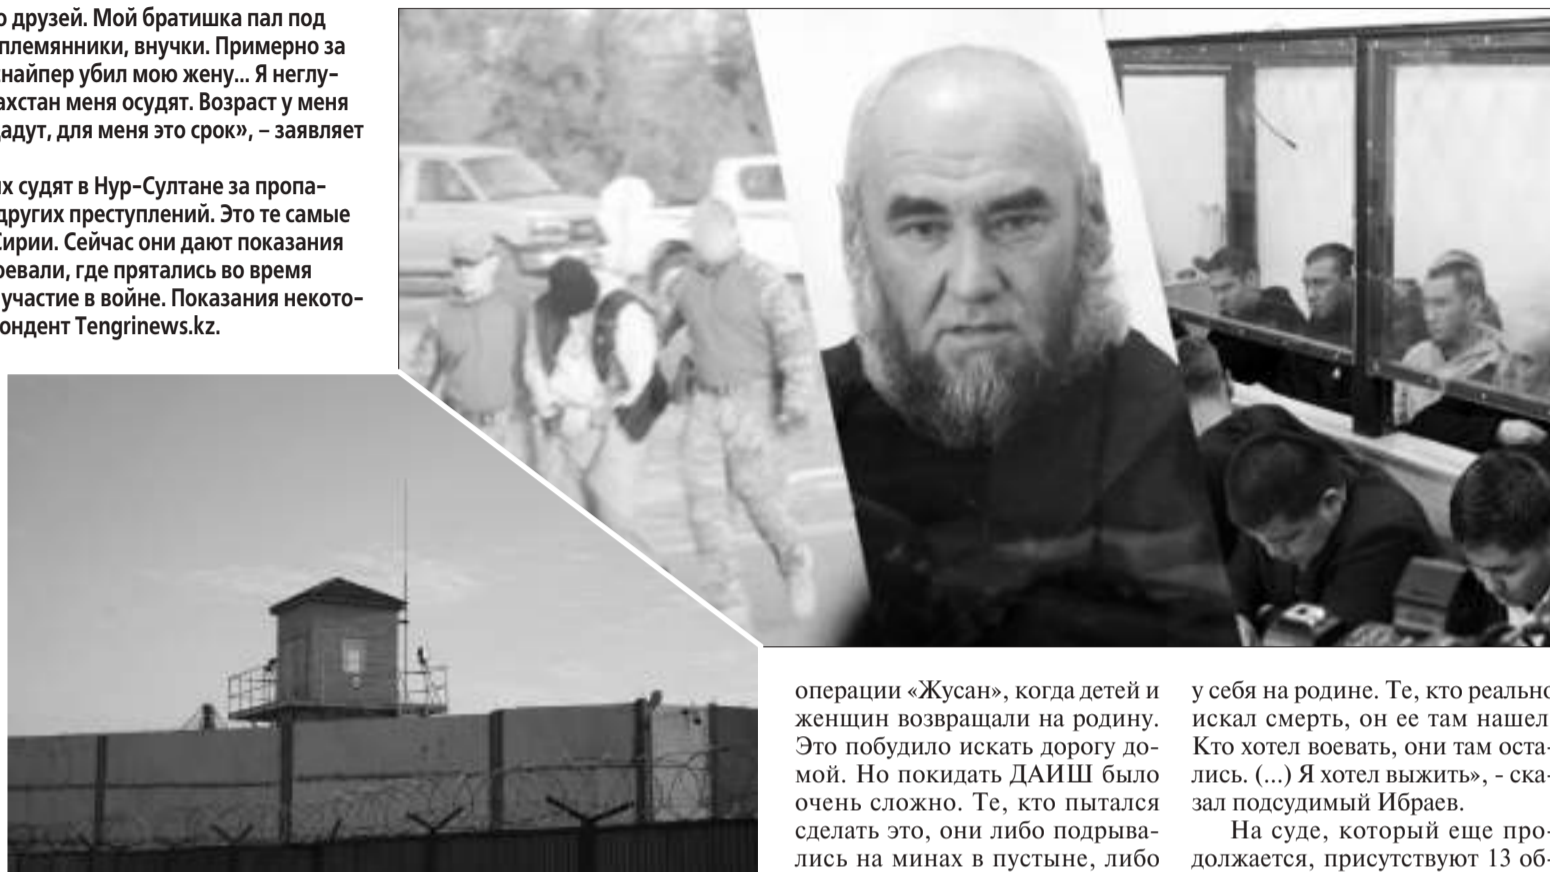 о друзей. Мой братишка пал под
племянники, внучки. Примерно за
снайпер убил мою жену... Я неглу-
ахстан меня осудят. Возраст у меня
дадут, для меня это срок», – заявляет
их судят в Нур-Султане за пропа-
других преступлений. Это те самые
Сирии. Сейчас они дают показания
оевали, где прятались во время
участие в войне. Показания некото-
пондент Tengrinews.kz.
операции «Жусан», когда детей и
женщин возвращали на родину.
Это побудило искать дорогу до-
мой. Но покидать ДАИШ было
очень сложно. Те, кто пытался
сделать это, они либо подрыва-
лись на минах в пустыне, либо
у себя на родине. Те, кто реально
искал смерть, он ее там нашел.
Кто хотел воевать, они там оста-
лись. (...) Я хотел выжить», - ска-
зал подсудимый Ибраев.
На суде, который еще про-
должается, присутствуют 13 об-